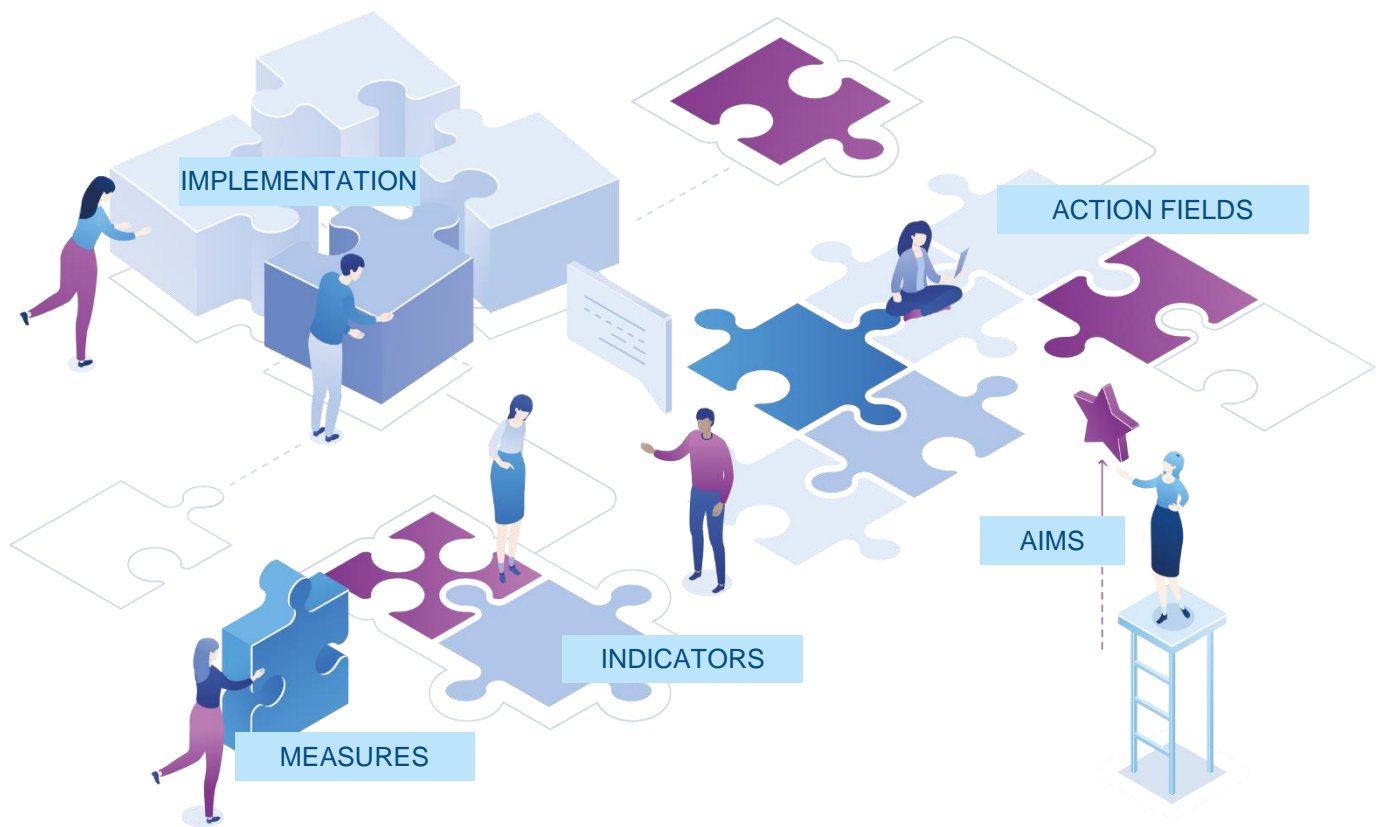 IMPLEMENTATION
ACTION FIELDS
AIMS
INDICATORS
MEASURES